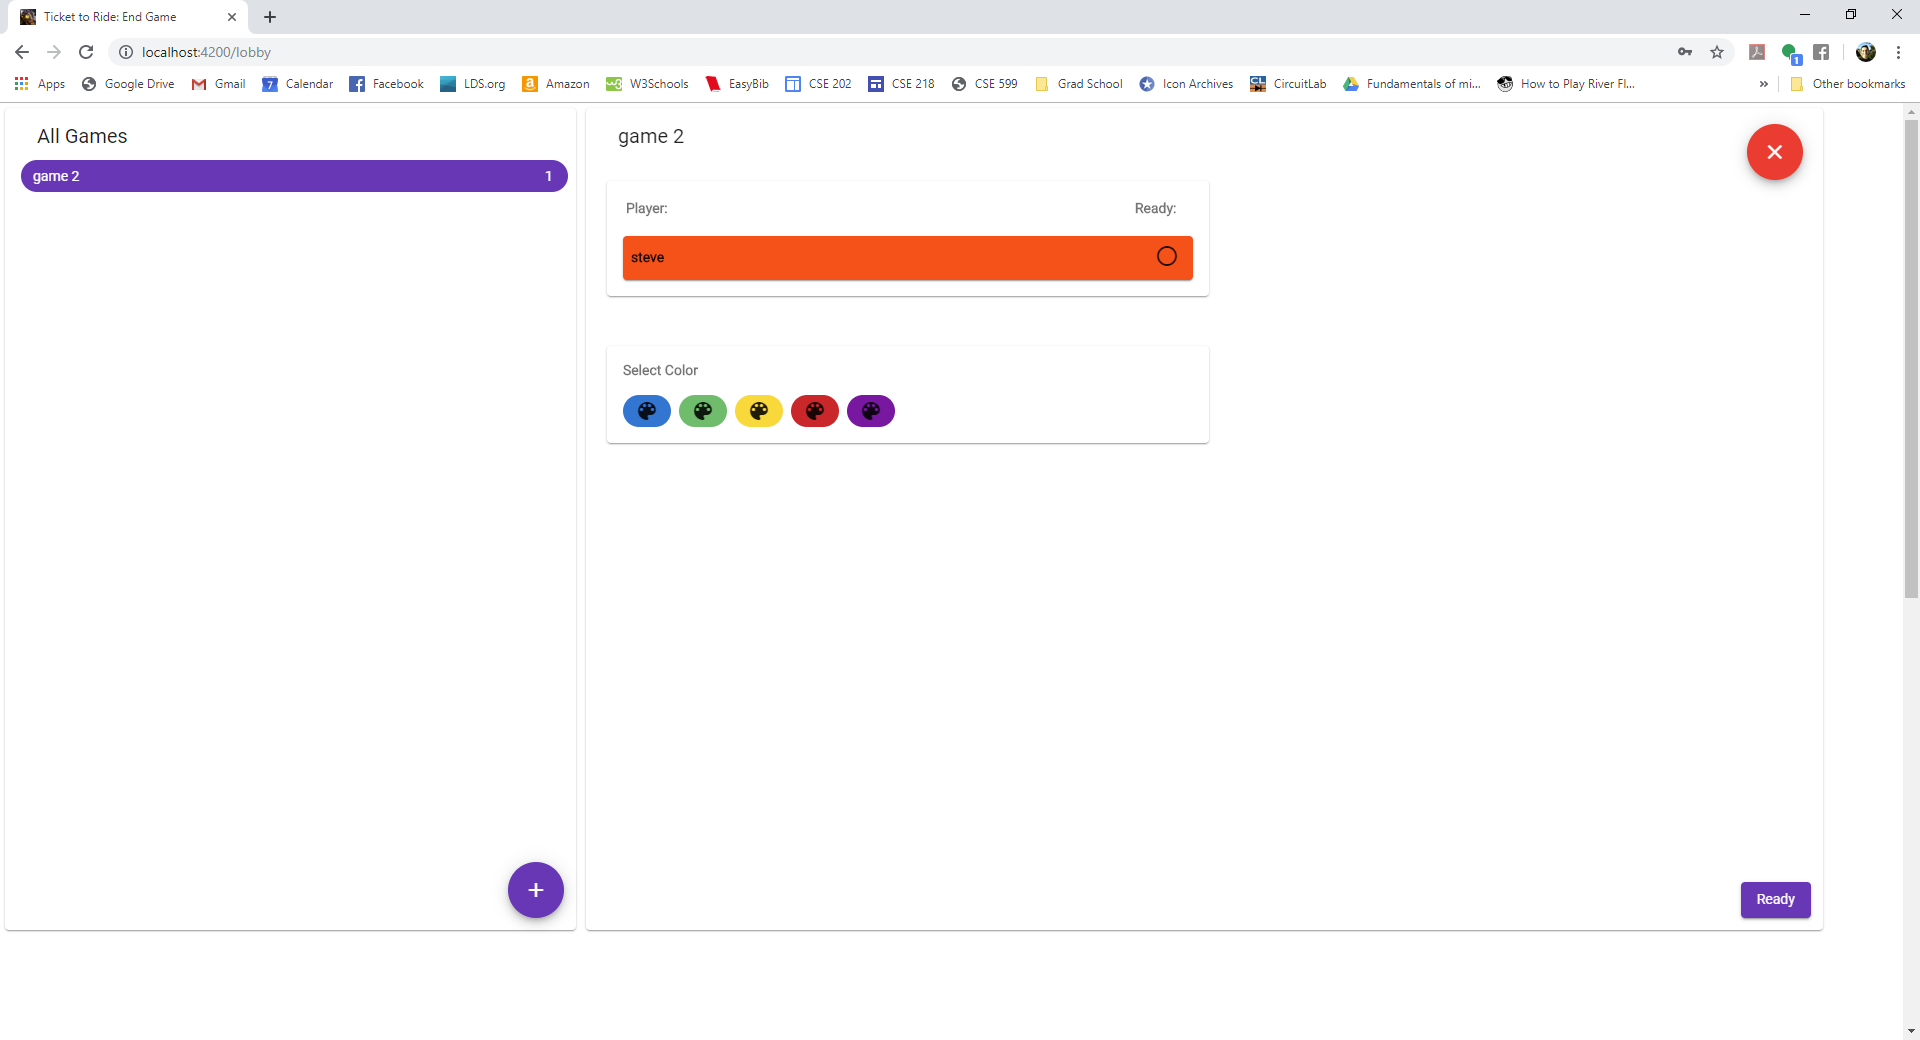 Ticket to Ride: End Game
localhost:4200/lobby
1
Apps Google Drive Gmail 7 Calendar Facebook LDS.org Amazon W3Schools EasyBib CSE 202 CSE 218 CSE 599 Grad School Icon Archives CircuitLab Fundamentals of mi... How to Play River Fl... » Other bookmarks
All Games
game 2 1
game 2
Player: Ready:
steve
Select Color
Ready